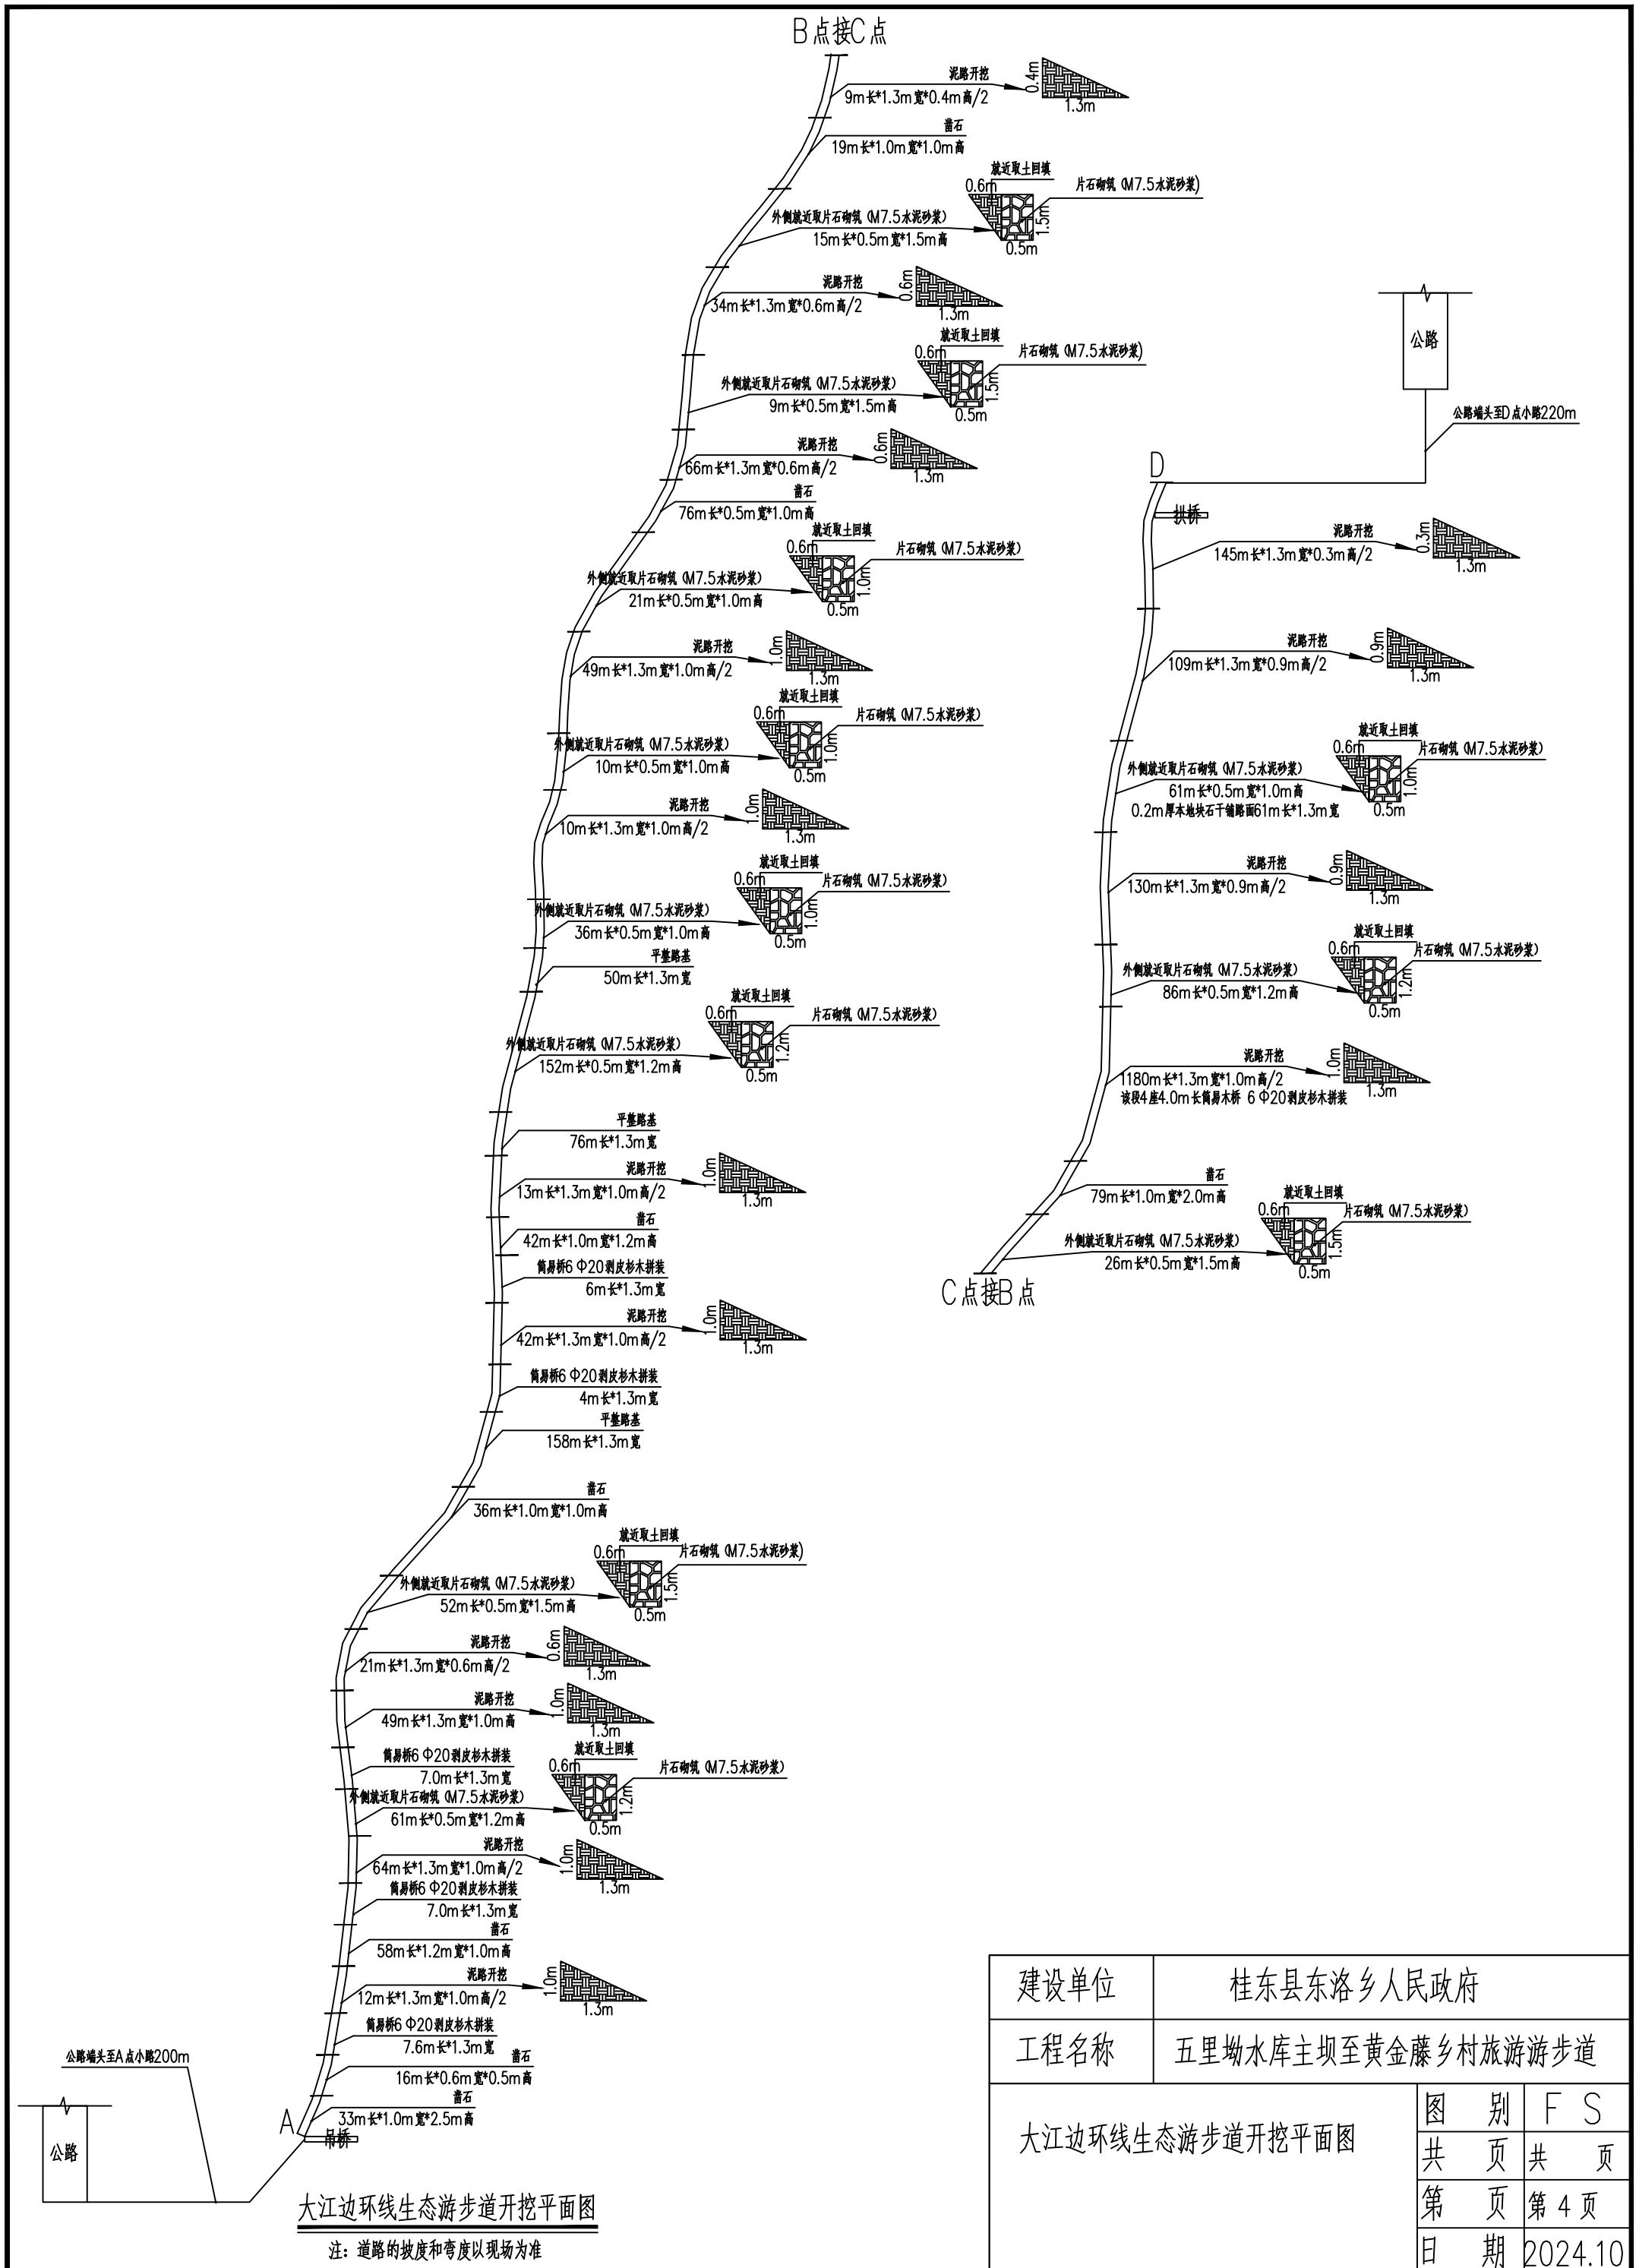 B点接C点
泥路开挖
9m长*1.3m宽*0.4m高/2
0.4m
1.3m
凿石
19m长*1.0m宽*1.0m高
就近取土回填
0.6m
片石砌筑(M7.5水泥砂浆)
外侧就近取片石砌筑(M7.5水泥砂浆)
15m长*0.5m宽*1.5m高
1.5m
0.5m
泥路开挖
34m长*1.3m宽*0.6m高/2
0.6m
1.3m
就近取土回填
0.6m
片石砌筑(M7.5水泥砂浆)
外侧就近取片石砌筑(M7.5水泥砂浆)
9m长*0.5m宽*1.5m高
1.5m
0.5m
泥路开挖
66m长*1.3m宽*0.6m高/2
0.6m
1.3m
凿石
76m长*0.5m宽*1.0m高
就近取土回填
0.6m
片石砌筑(M7.5水泥砂浆)
外侧就近取片石砌筑(M7.5水泥砂浆)
21m长*0.5m宽*1.0m高
1.0m
0.5m
泥路开挖
49m长*1.3m宽*1.0m高/2
1.0m
1.3m
就近取土回填
0.6m
片石砌筑(M7.5水泥砂浆)
外侧就近取片石砌筑(M7.5水泥砂浆)
10m长*0.5m宽*1.0m高
1.0m
0.5m
泥路开挖
10m长*1.3m宽*1.0m高/2
1.0m
1.3m
就近取土回填
0.6m
片石砌筑(M7.5水泥砂浆)
外侧就近取片石砌筑(M7.5水泥砂浆)
36m长*0.5m宽*1.0m高
1.0m
0.5m
平整路基
50m长*1.3m宽
就近取土回填
0.6m
片石砌筑(M7.5水泥砂浆)
外侧就近取片石砌筑(M7.5水泥砂浆)
152m长*0.5m宽*1.2m高
1.2m
0.5m
平整路基
76m长*1.3m宽
泥路开挖
13m长*1.3m宽*1.0m高/2
1.0m
1.3m
凿石
42m长*1.0m宽*1.2m高
简易桥6Φ20剥皮杉木拼装
6m长*1.3m宽
泥路开挖
42m长*1.3m宽*1.0m高/2
1.0m
1.3m
简易桥6Φ20剥皮杉木拼装
4m长*1.3m宽
平整路基
158m长*1.3m宽
凿石
36m长*1.0m宽*1.0m高
就近取土回填
0.6m
片石砌筑(M7.5水泥砂浆)
外侧就近取片石砌筑(M7.5水泥砂浆)
52m长*0.5m宽*1.5m高
1.5m
0.5m
泥路开挖
21m长*1.3m宽*0.6m高/2
0.6m
1.3m
泥路开挖
49m长*1.3m宽*1.0m高
1.0m
1.3m
简易桥6Φ20剥皮杉木拼装
7.0m长*1.3m宽
就近取土回填
0.6m
片石砌筑(M7.5水泥砂浆)
外侧就近取片石砌筑(M7.5水泥砂浆)
61m长*0.5m宽*1.2m高
1.2m
0.5m
泥路开挖
64m长*1.3m宽*1.0m高/2
1.0m
1.3m
简易桥6Φ20剥皮杉木拼装
7.0m长*1.3m宽
凿石
58m长*1.2m宽*1.0m高
泥路开挖
12m长*1.3m宽*1.0m高/2
1.0m
1.3m
简易桥6Φ20剥皮杉木拼装
7.6m长*1.3m宽
凿石
16m长*0.6m宽*0.5m高
凿石
33m长*1.0m宽*2.5m高
A
吊桥
公路端头至A点小路200m
公路
公路
公路端头至D点小路220m
D
拱桥
泥路开挖
145m长*1.3m宽*0.3m高/2
0.3m
1.3m
泥路开挖
109m长*1.3m宽*0.9m高/2
0.9m
1.3m
就近取土回填
0.6m
片石砌筑(M7.5水泥砂浆)
外侧就近取片石砌筑(M7.5水泥砂浆)
61m长*0.5m宽*1.0m高
0.2m厚本地块石干铺路面61m长*1.3m宽
1.0m
0.5m
泥路开挖
130m长*1.3m宽*0.9m高/2
0.9m
1.3m
就近取土回填
0.6m
片石砌筑(M7.5水泥砂浆)
外侧就近取片石砌筑(M7.5水泥砂浆)
86m长*0.5m宽*1.2m高
1.2m
0.5m
泥路开挖
1180m长*1.3m宽*1.0m高/2
该段4座4.0m长简易木桥 6Φ20剥皮杉木拼装
1.0m
1.3m
凿石
79m长*1.0m宽*2.0m高
就近取土回填
0.6m
片石砌筑(M7.5水泥砂浆)
外侧就近取片石砌筑(M7.5水泥砂浆)
26m长*0.5m宽*1.5m高
1.5m
0.5m
C点接B点
大江边环线生态游步道开挖平面图
注：道路的坡度和弯度以现场为准
建设单位 桂东县东洛乡人民政府
工程名称 五里坳水库主坝至黄金藤乡村旅游游步道
大江边环线生态游步道开挖平面图
图 别 F S
共 页 共 页
第 页 第 4 页
日 期 2024.10